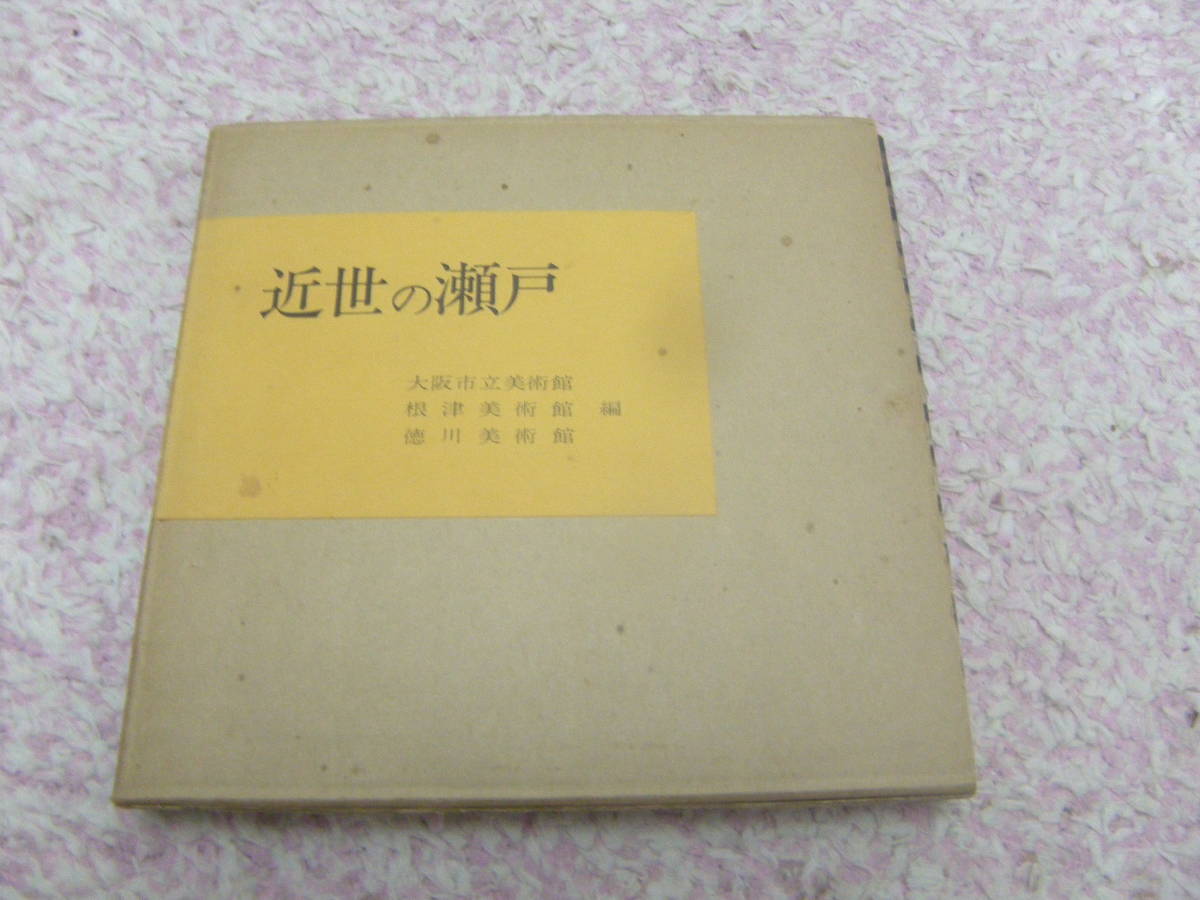 近世の瀬戸
大阪市立美術館
根津美術館 編
徳川美術館